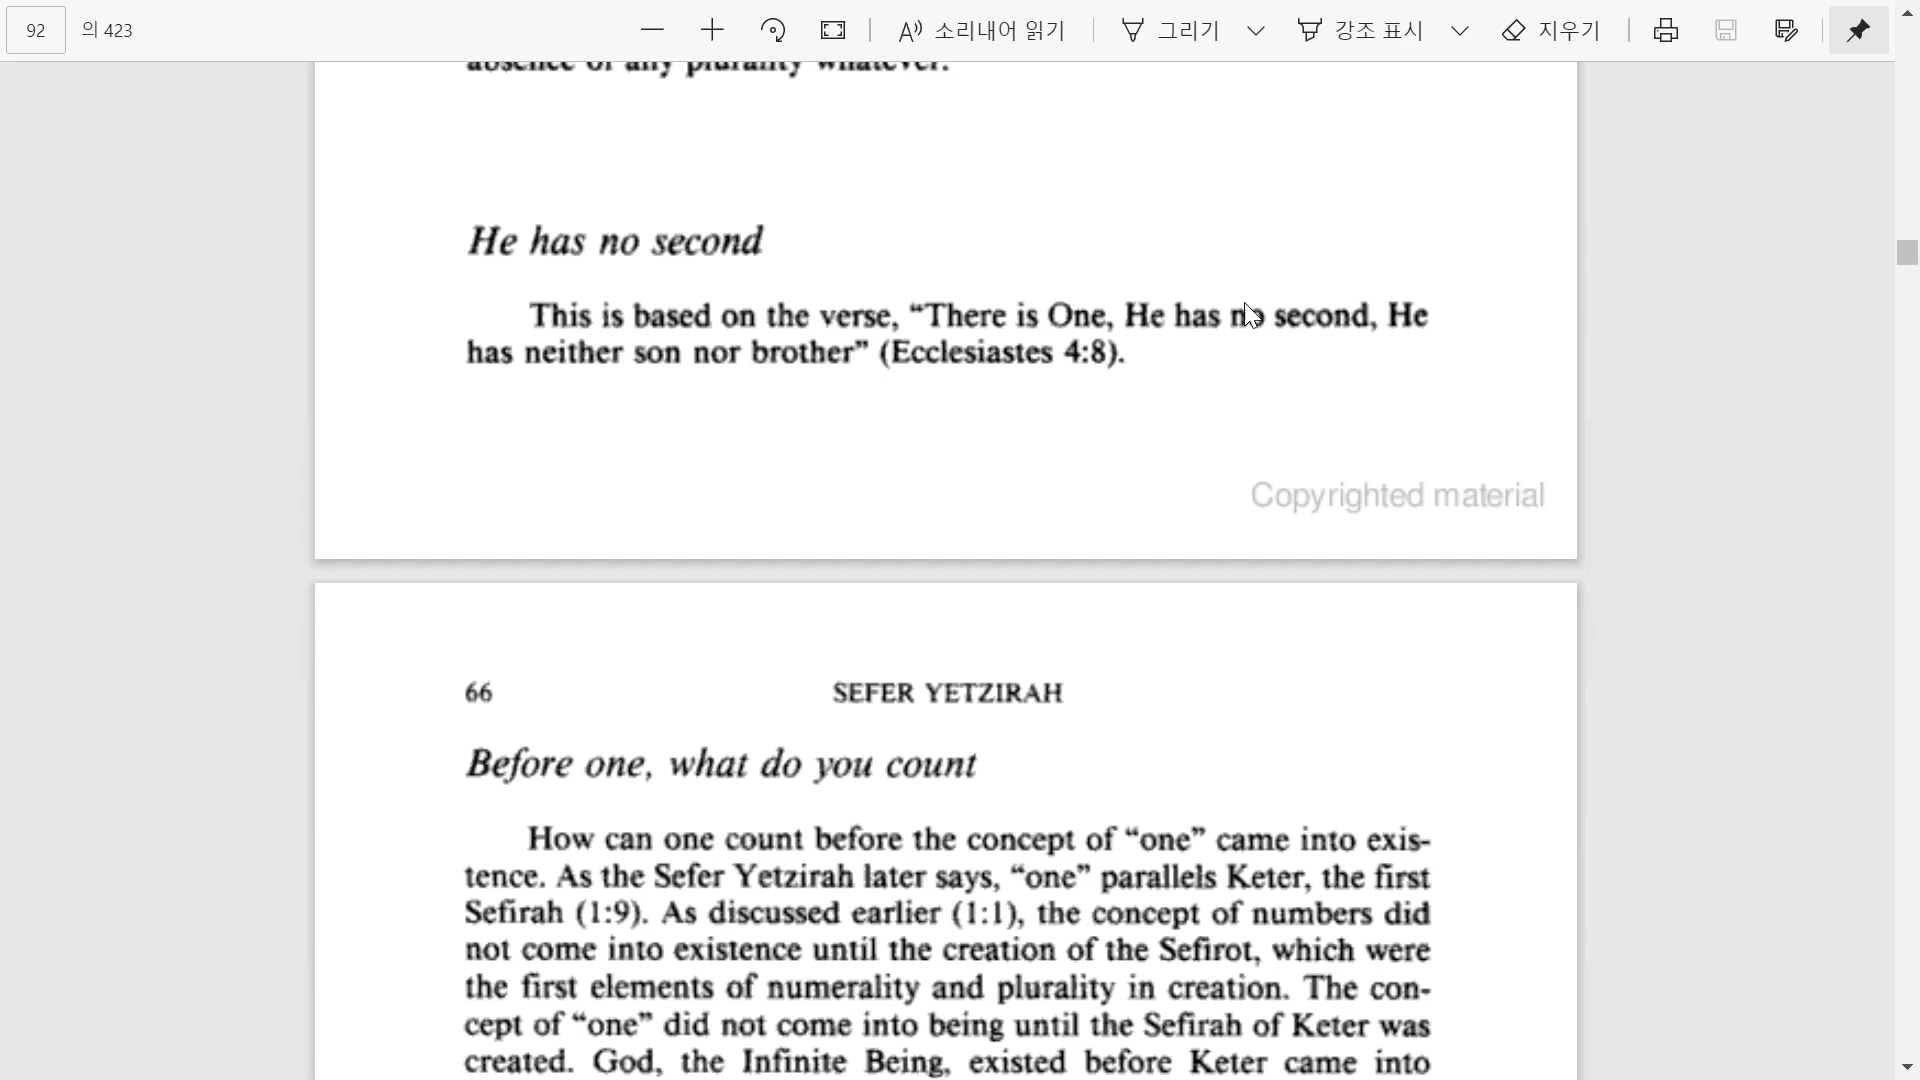 92 의 423 소리내어 읽기 그리기 강조 표시 지우기
absence of any plurality whatever.
He has no second
This is based on the verse, “There is One, He has no second, He
has neither son nor brother” (Ecclesiastes 4:8).
Copyrighted material
66 SEFER YETZIRAH
Before one, what do you count
How can one count before the concept of “one” came into exis-
tence. As the Sefer Yetzirah later says, “one” parallels Keter, the first
Sefirah (1:9). As discussed earlier (1:1), the concept of numbers did
not come into existence until the creation of the Sefirot, which were
the first elements of numerality and plurality in creation. The con-
cept of “one” did not come into being until the Sefirah of Keter was
created. God, the Infinite Being, existed before Keter came into